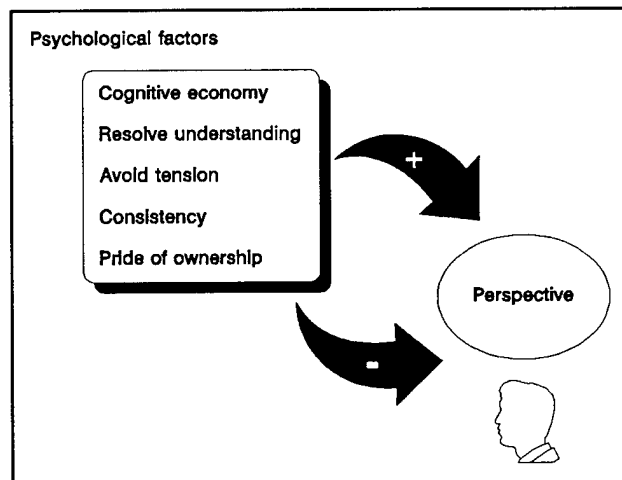 Psychological factors
Cognitive economy
Resolve understanding
+
Avoid tension
Consistency
Pride of ownership
Perspective
-